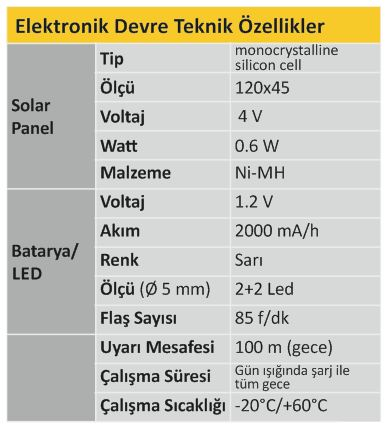 Elektronik Devre Teknik Özellikler
Solar Panel
Tip monocrystalline silicon cell
Ölçü 120x45
Voltaj 4 V
Watt 0.6 W
Malzeme Ni-MH
Batarya/ LED
Voltaj 1.2 V
Akım 2000 mA/h
Renk Sarı
Ölçü (Ø 5 mm) 2+2 Led
Flaş Sayısı 85 f/dk
Uyarı Mesafesi 100 m (gece)
Çalışma Süresi Gün ışığında şarj ile tüm gece
Çalışma Sıcaklığı -20°C/+60°C